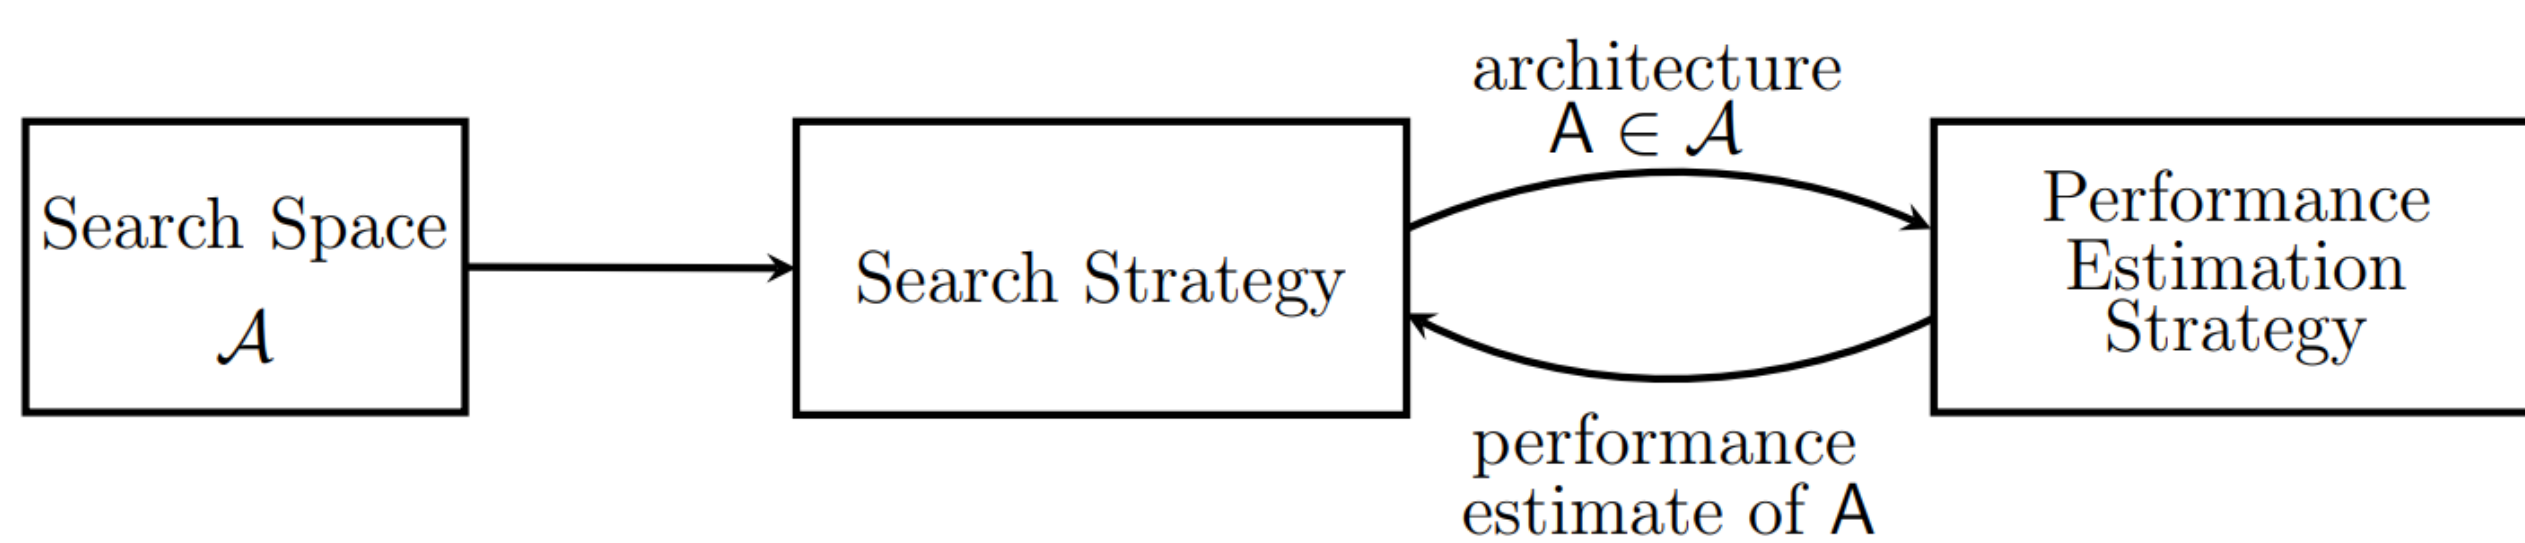 Search Space
𝒜
Search Strategy
architecture
A ∈ 𝒜
performance
estimate of A
Performance
Estimation
Strategy